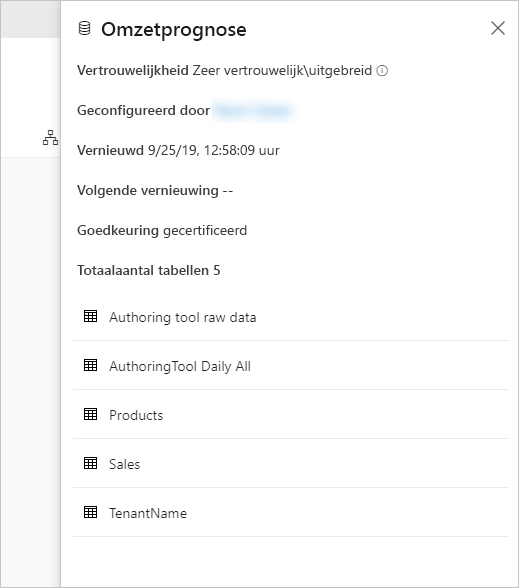 Omzetprognose
Vertrouwelijkheid Zeer vertrouwelijk\uitgebreid
Geconfigureerd door
Vernieuwd 9/25/19, 12:58:09 uur
Volgende vernieuwing --
Goedkeuring gecertificeerd
Totaalaantal tabellen 5
Authoring tool raw data
AuthoringTool Daily All
Products
Sales
TenantName